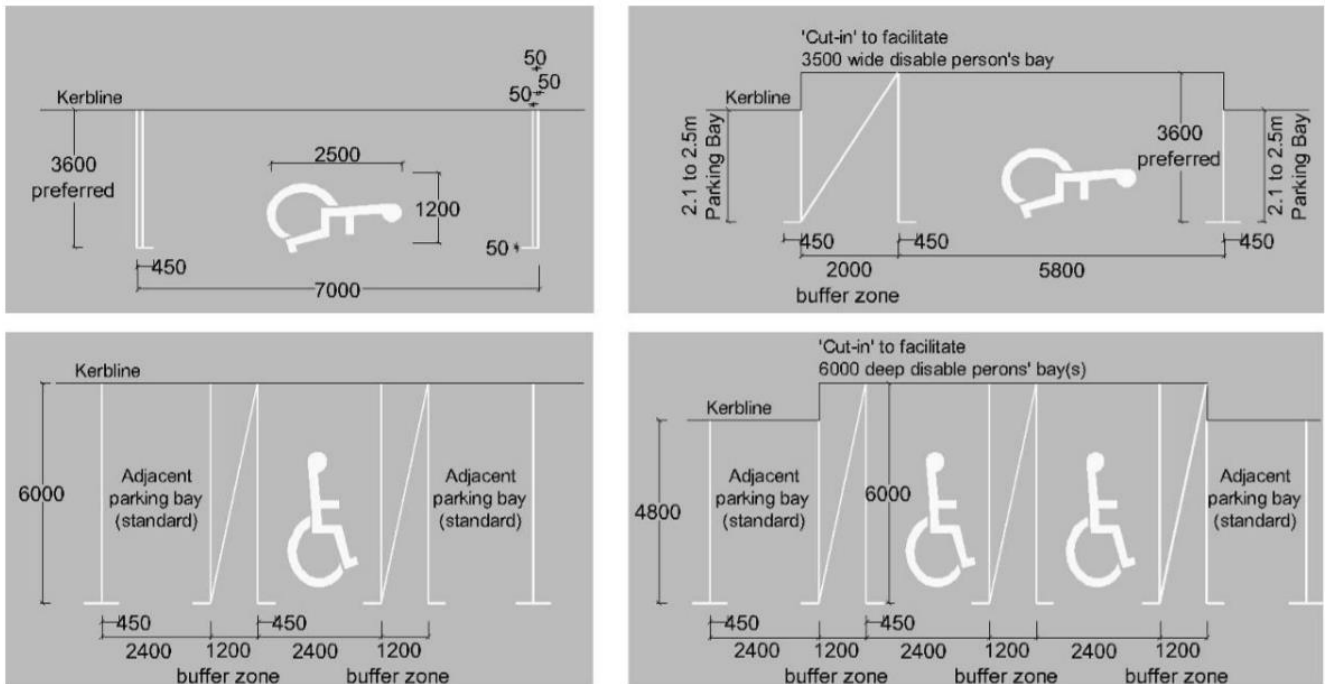 50
50
50
Kerbline
3600
preferred
2500
1200
50
450
7000
'Cut-in' to facilitate
3500 wide disable person's bay
Kerbline
2.1 to 2.5m
Parking Bay
3600
preferred
2.1 to 2.5m
Parking Bay
450
450
450
2000
5800
buffer zone
Kerbline
6000
Adjacent
parking bay
(standard)
Adjacent
parking bay
(standard)
450
450
2400
1200
2400
1200
buffer zone
buffer zone
'Cut-in' to facilitate
6000 deep disable perons' bay(s)
Kerbline
4800
Adjacent
parking bay
(standard)
6000
Adjacent
parking bay
(standard)
450
450
2400
1200
2400
1200
2400
1200
buffer zone
buffer zone
buffer zone